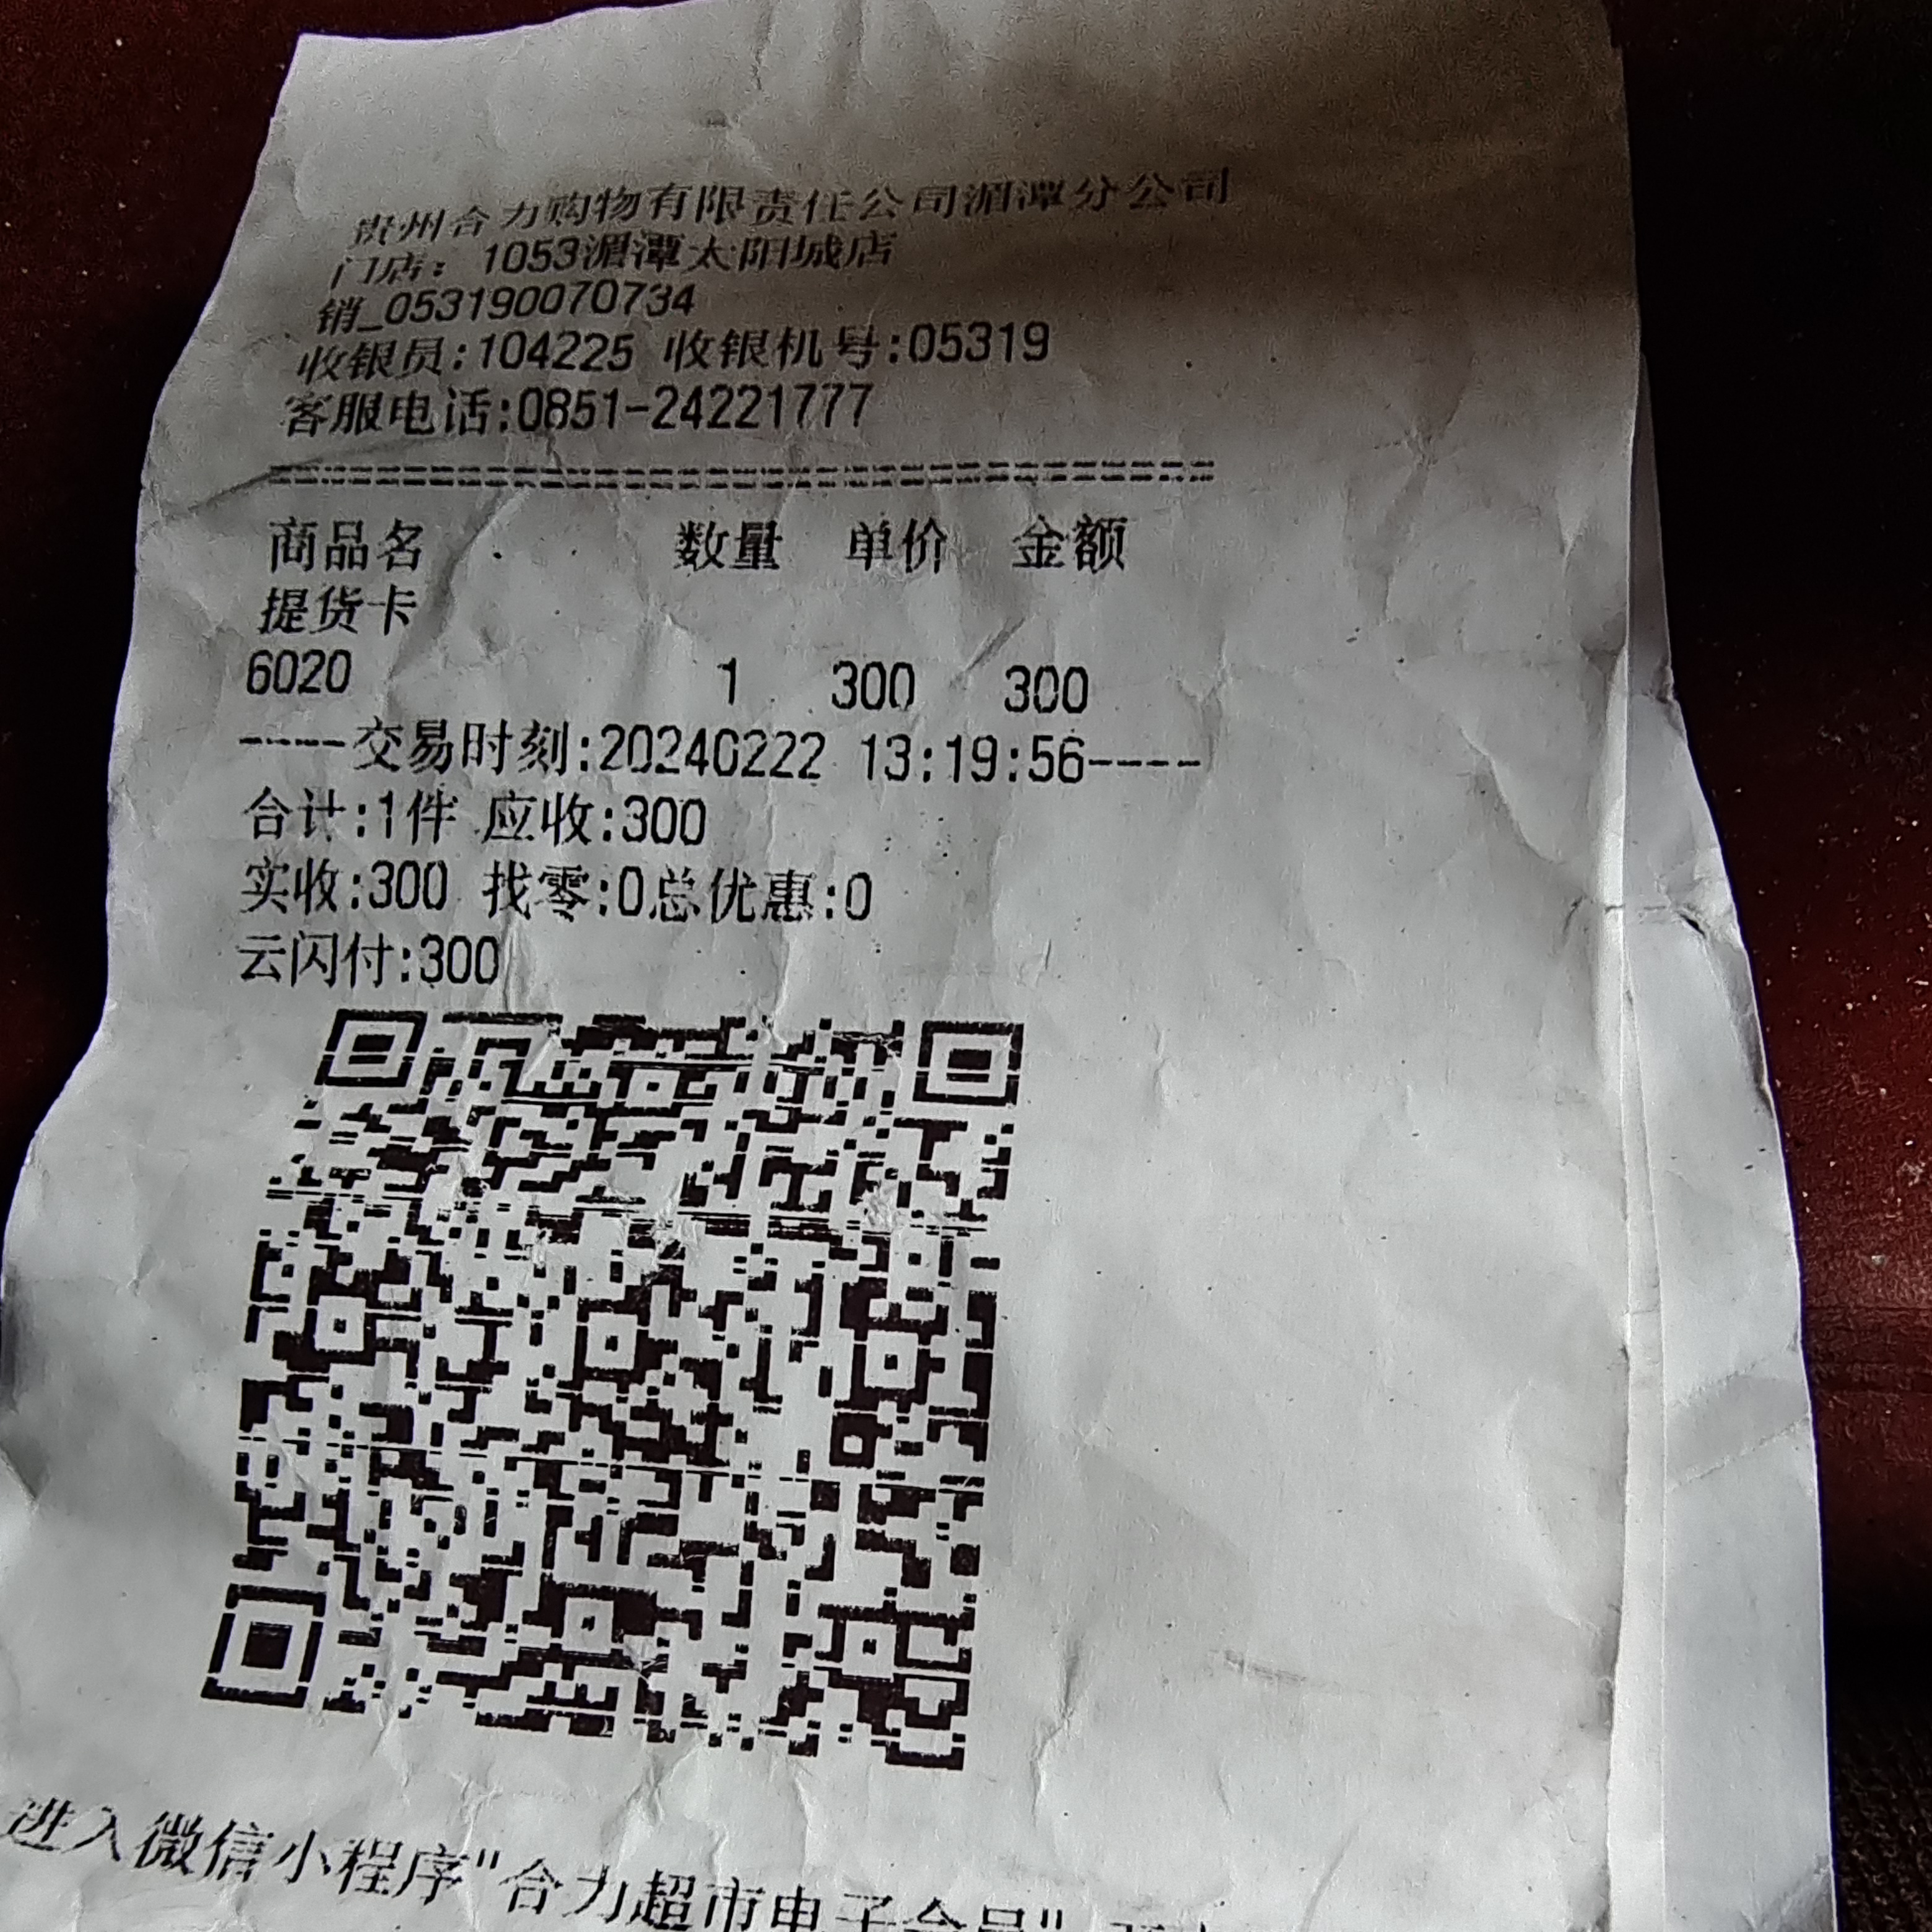 贵州合力购物有限责任公司湄潭分公司
门店：1053湄潭太阳城店
销_053190070734
收银员:104225 收银机号:05319
客服电话:0851-24221777
================================
商品名 数量 单价 金额
提货卡
6020 1 300 300
-----交易时刻:20240222 13:19:56----
合计:1件 应收:300
实收:300 找零:0总优惠:0
云闪付:300
进入微信小程序"合力超市电子会员"